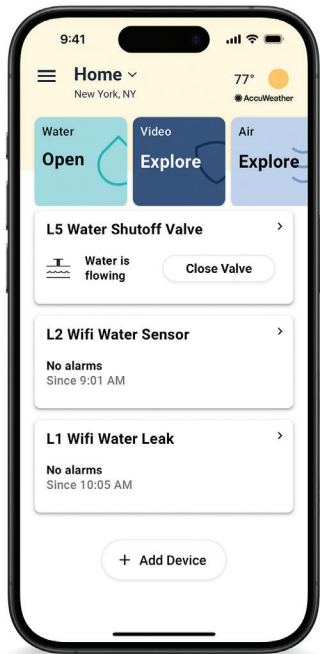 9:41
Home
New York, NY
77°
AccuWeather
Water
Open
Video
Explore
Air
Explore
L5 Water Shutoff Valve
Water is
flowing
Close Valve
L2 Wifi Water Sensor
No alarms
Since 9:01 AM
L1 Wifi Water Leak
No alarms
Since 10:05 AM
+ Add Device